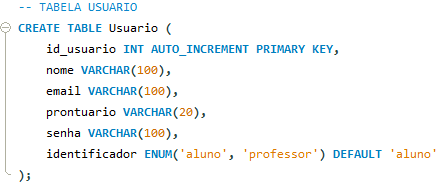 -- TABELA USUARIO
CREATE TABLE Usuario (
id_usuario INT AUTO_INCREMENT PRIMARY KEY,
nome VARCHAR(100),
email VARCHAR(100),
prontuario VARCHAR(20),
senha VARCHAR(100),
identificador ENUM('aluno', 'professor') DEFAULT 'aluno'
);